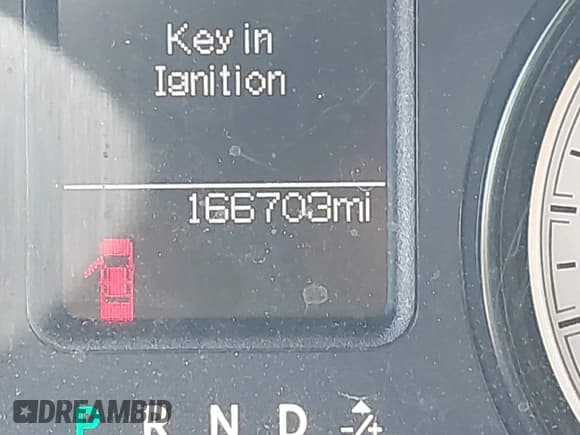 Key in
Ignition
166703mi
P R N D -/+
DREAMBID